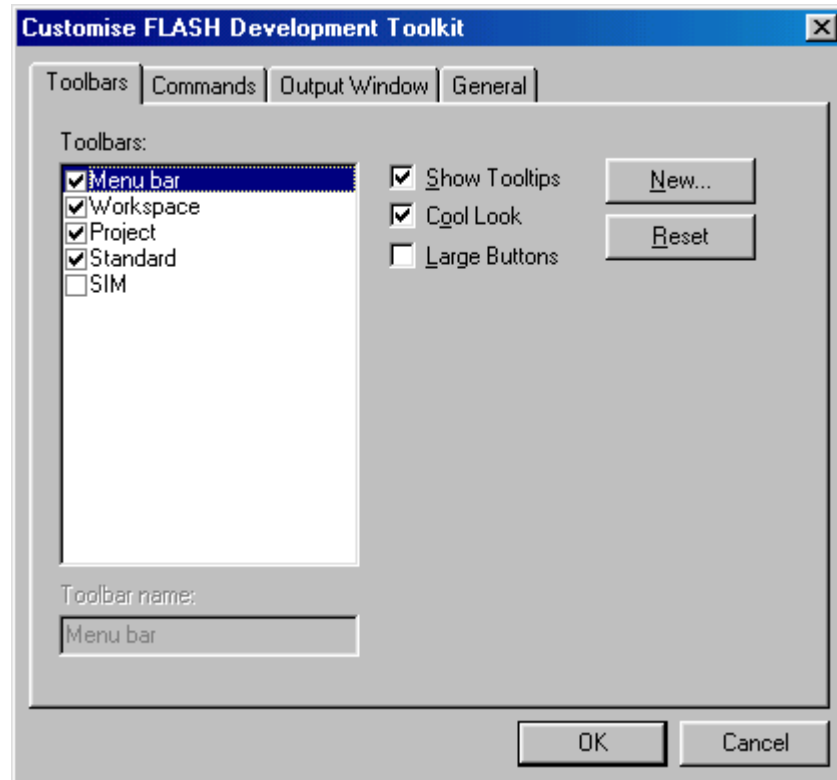 Customise FLASH Development Toolkit
Toolbars Commands Output Window General
Toolbars:
Menu bar
Workspace
Project
Standard
SIM
Show Tooltips
Cool Look
Large Buttons
New...
Reset
Toolbar name:
Menu bar
OK Cancel